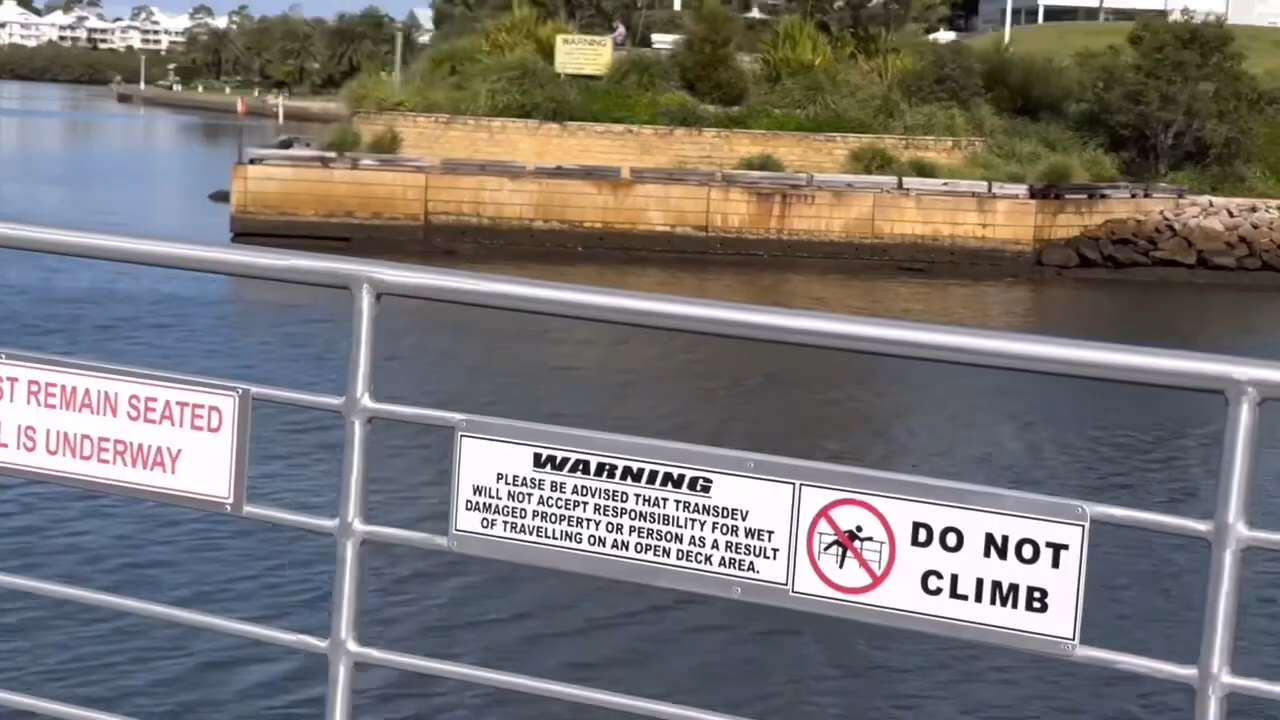 WARNING
ST REMAIN SEATED
L IS UNDERWAY
WARNING
PLEASE BE ADVISED THAT TRANSDEV
WILL NOT ACCEPT RESPONSIBILITY FOR WET
DAMAGED PROPERTY OR PERSON AS A RESULT
OF TRAVELLING ON AN OPEN DECK AREA.
DO NOT
CLIMB